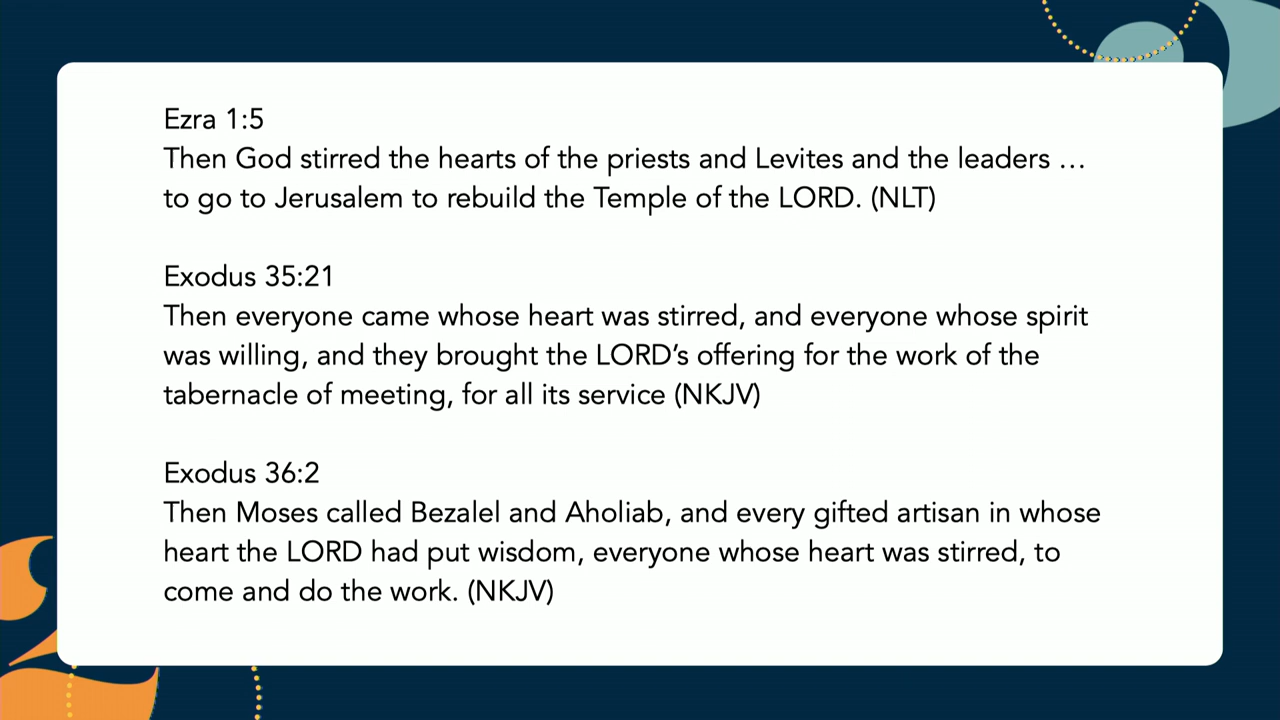 Ezra 1:5
Then God stirred the hearts of the priests and Levites and the leaders …
to go to Jerusalem to rebuild the Temple of the LORD. (NLT)
Exodus 35:21
Then everyone came whose heart was stirred, and everyone whose spirit
was willing, and they brought the LORD’s offering for the work of the
tabernacle of meeting, for all its service (NKJV)
Exodus 36:2
Then Moses called Bezalel and Aholiab, and every gifted artisan in whose
heart the LORD had put wisdom, everyone whose heart was stirred, to
come and do the work. (NKJV)